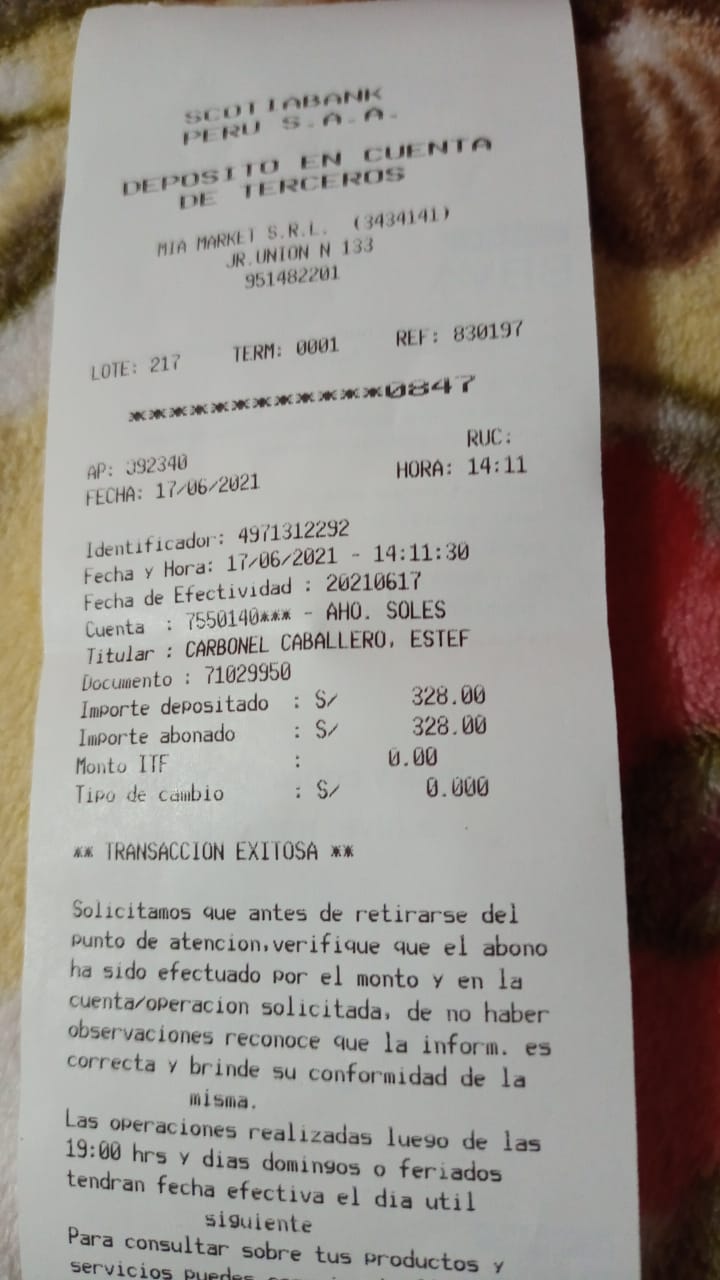 SCOTIABANK
PERU S.A.A.
DEPOSITO EN CUENTA
DE TERCEROS
MIA MARKET S.R.L. (3434141)
JR.UNION N 133
951482201
LOTE: 217 TERM: 0001 REF: 830197
************0847
RUC:
AP: 392340 HORA: 14:11
FECHA: 17/06/2021
Identificador: 4971312292
Fecha y Hora: 17/06/2021 - 14:11:30
Fecha de Efectividad : 20210617
Cuenta : 7550140*** - AHO. SOLES
Titular : CARBONEL CABALLERO, ESTEF
Documento : 71029950
Importe depositado : S/ 328.00
Importe abonado : S/ 328.00
Monto ITF : 0.00
Tipo de cambio : S/ 0.000
** TRANSACCION EXITOSA **
Solicitamos que antes de retirarse del
punto de atencion,verifique que el abono
ha sido efectuado por el monto y en la
cuenta/operacion solicitada, de no haber
observaciones reconoce que la inform. es
correcta y brinde su conformidad de la
misma.
Las operaciones realizadas luego de las
19:00 hrs y dias domingos o feriados
tendran fecha efectiva el dia util
siguiente
Para consultar sobre tus productos y
servicios puedes